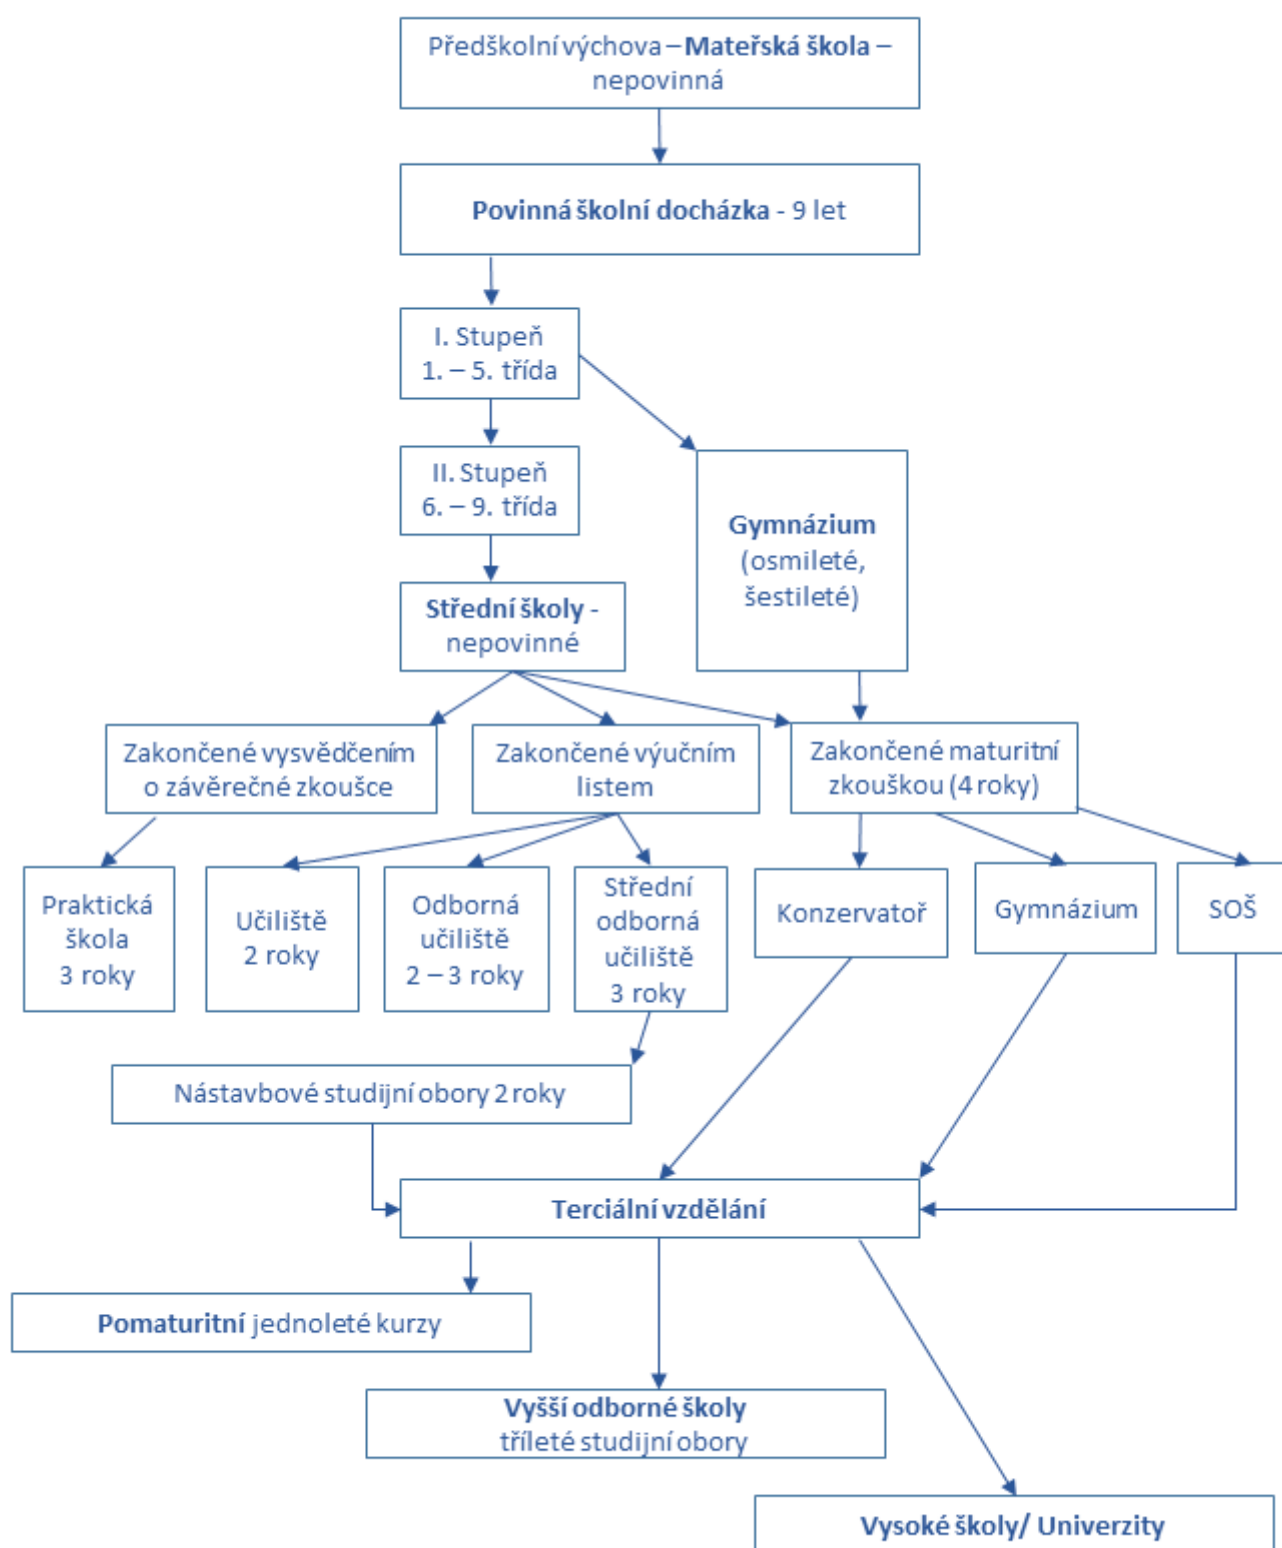 Předškolní výchova – Mateřská škola –
nepovinná
Povinná školní docházka - 9 let
I. Stupeň
1. – 5. třída
II. Stupeň
6. – 9. třída
Gymnázium
(osmileté,
šestileté)
Střední školy -
nepovinné
Zakončené vysvědčením
o závěrečné zkoušce
Zakončené výučním
listem
Zakončené maturitní
zkouškou (4 roky)
Praktická
škola
3 roky
Učiliště
2 roky
Odborná
učiliště
2 – 3 roky
Střední
odborná
učiliště
3 roky
Konzervatoř
Gymnázium
SOŠ
Nástavbové studijní obory 2 roky
Terciální vzdělání
Pomaturitní jednoleté kurzy
Vyšší odborné školy
tříleté studijní obory
Vysoké školy/ Univerzity